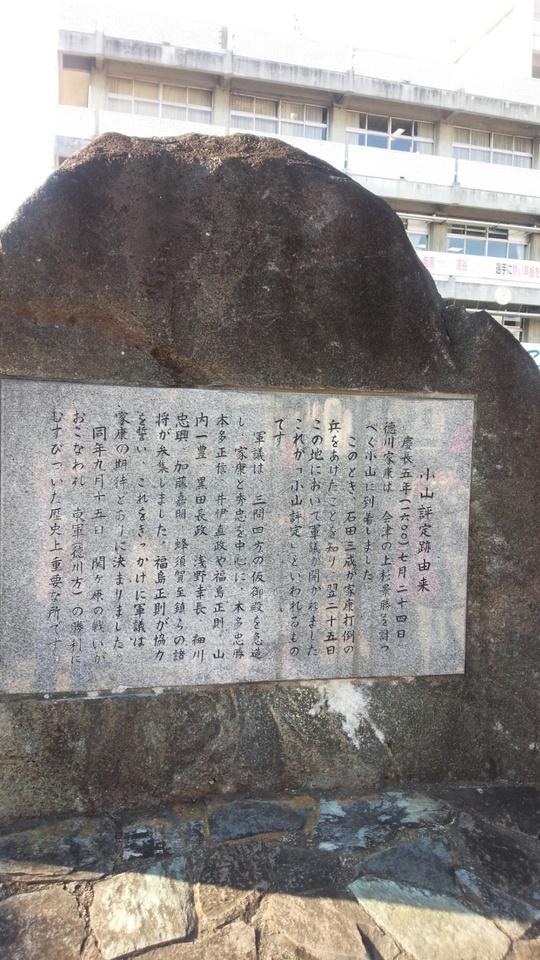 小山評定跡由来
慶長五年(一六〇〇)七月二十四日
徳川家康は 会津の上杉景勝を討つ
べく小山に到着しました
このとき、石田三成が家康打倒の
兵をあげたことを知り 翌二十五日
この地において軍議が開かれました
これが「小山評定」といわれるもの
です
軍議は 三間四方の仮御殿を急造
し 家康と秀忠を中心に 本多忠勝
本多正信 井伊直政や福島正則 山
内一豊 黒田長政 浅野幸長 細川
忠興 加藤嘉明 蜂須賀至鎮らの諸
将が参集しました。福島正則が協力
を誓い、これをきっかけに軍議は
家康の期待どおりに決まりました。
同年九月十五日 関ヶ原の戦いが
おこなわれ 東軍(徳川方)の勝利に
むすびついた歴史上重要な所です。
選手に熱い声援を